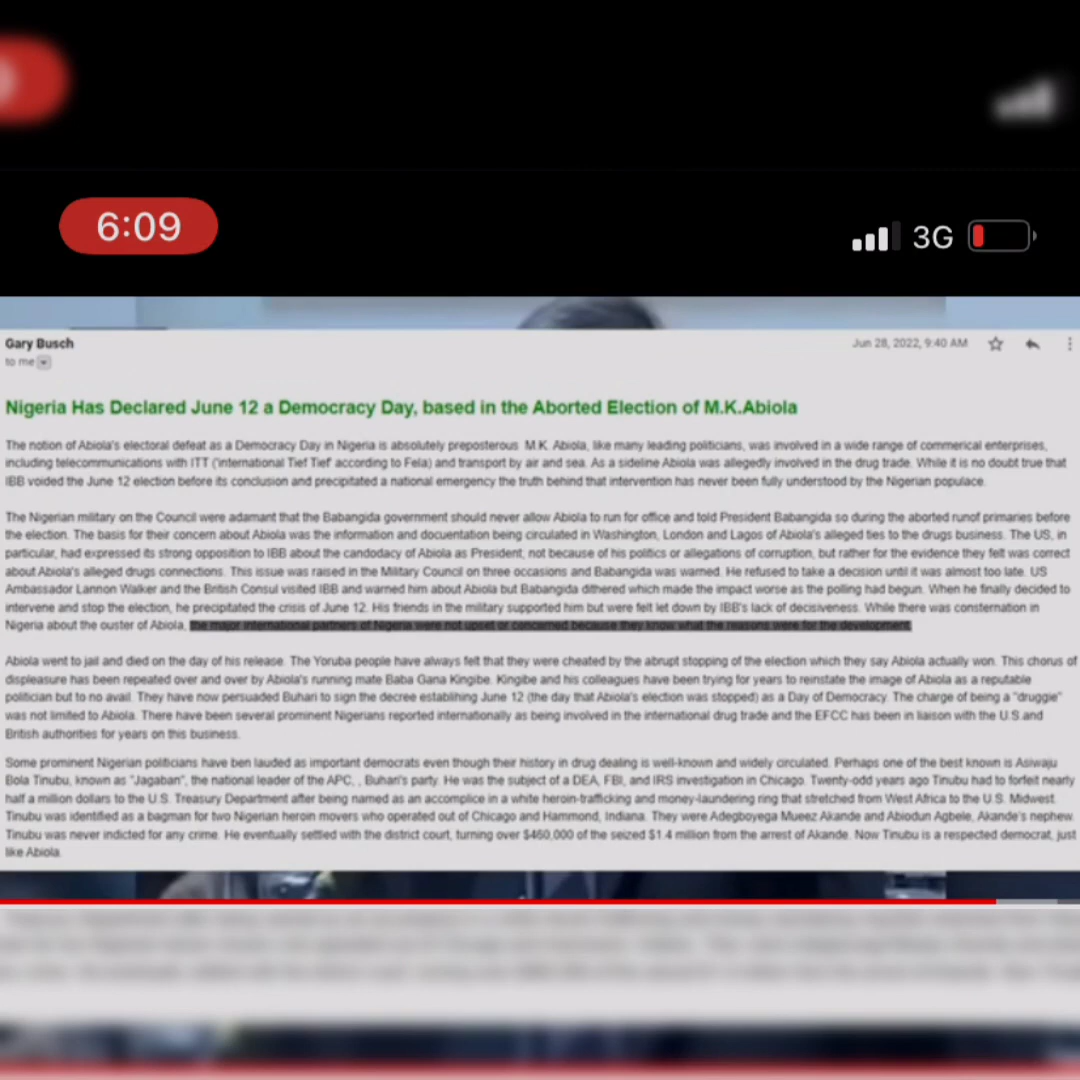 6:09
3G
Gary Busch
Jun 28, 2022, 9:40 AM
to me
Nigeria Has Declared June 12 a Democracy Day, based in the Aborted Election of M.K.Abiola
The notion of Abiola's electoral defeat as a Democracy Day in Nigeria is absolutely preposterous M.K. Abiola, like many leading politicians, was involved in a wide range of commerical enterprises,
including telecommunications with ITT ('international Tief Tief' according to Fela) and transport by air and sea. As a sideline Abiola was allegedly involved in the drug trade. While it is no doubt true that
IBB voided the June 12 election before its conclusion and precipitated a national emergency the truth behind that intervention has never been fully understood by the Nigerian populace.
The Nigerian military on the Council were adamant that the Babangida government should never allow Abiola to run for office and told President Babangida so during the aborted runof primaries before
the election. The basis for their concern about Abiola was the information and docuentation being circulated in Washington, London and Lagos of Abiola's alleged ties to the drugs business. The US, in
particular, had expressed its strong opposition to IBB about the candodacy of Abiola as President, not because of his politics or allegations of corruption, but rather for the evidence they felt was correct
about Abiola's alleged drugs connections. This issue was raised in the Military Council on three occasions and Babangida was warned. He refused to take a decision until it was almost too late. US
Ambassador Lannon Walker and the British Consul visited IBB and warned him about Abiola but Babangida dithered which made the impact worse as the polling had begun. When he finally decided to
intervene and stop the election, he precipitated the crisis of June 12. His friends in the military supported him but were felt let down by IBB's lack of decisiveness. While there was consternation in
Nigeria about the ouster of Abiola, the major international partners of Nigeria were not upset or concerned because they know what the reasons were for the development.
Abiola went to jail and died on the day of his release. The Yoruba people have always felt that they were cheated by the abrupt stopping of the election which they say Abiola actually won. This chorus of
displeasure has been repeated over and over by Abiola's running mate Baba Gana Kingibe. Kingibe and his colleagues have been trying for years to reinstate the image of Abiola as a reputable
politician but to no avail. They have now persuaded Buhari to sign the decree establihing June 12 (the day that Abiola's election was stopped) as a Day of Democracy. The charge of being a "druggie"
was not limited to Abiola. There have been several prominent Nigerians reported internationally as being involved in the international drug trade and the EFCC has been in liaison with the U.S.and
British authorities for years on this business.
Some prominent Nigerian politicians have ben lauded as important democrats even though their history in drug dealing is well-known and widely circulated. Perhaps one of the best known is Asiwaju
Bola Tinubu, known as "Jagaban", the national leader of the APC, , Buhari's party. He was the subject of a DEA, FBI, and IRS investigation in Chicago. Twenty-odd years ago Tinubu had to forfeit nearly
half a million dollars to the U.S. Treasury Department after being named as an accomplice in a white heroin-trafficking and money-laundering ring that stretched from West Africa to the U.S. Midwest.
Tinubu was identified as a bagman for two Nigerian heroin movers who operated out of Chicago and Hammond, Indiana. They were Adegboyega Mueez Akande and Abiodun Agbele, Akande's nephew.
Tinubu was never indicted for any crime. He eventually settled with the district court, turning over $460,000 of the seized $1.4 million from the arrest of Akande. Now Tinubu is a respected democrat, just
like Abiola.